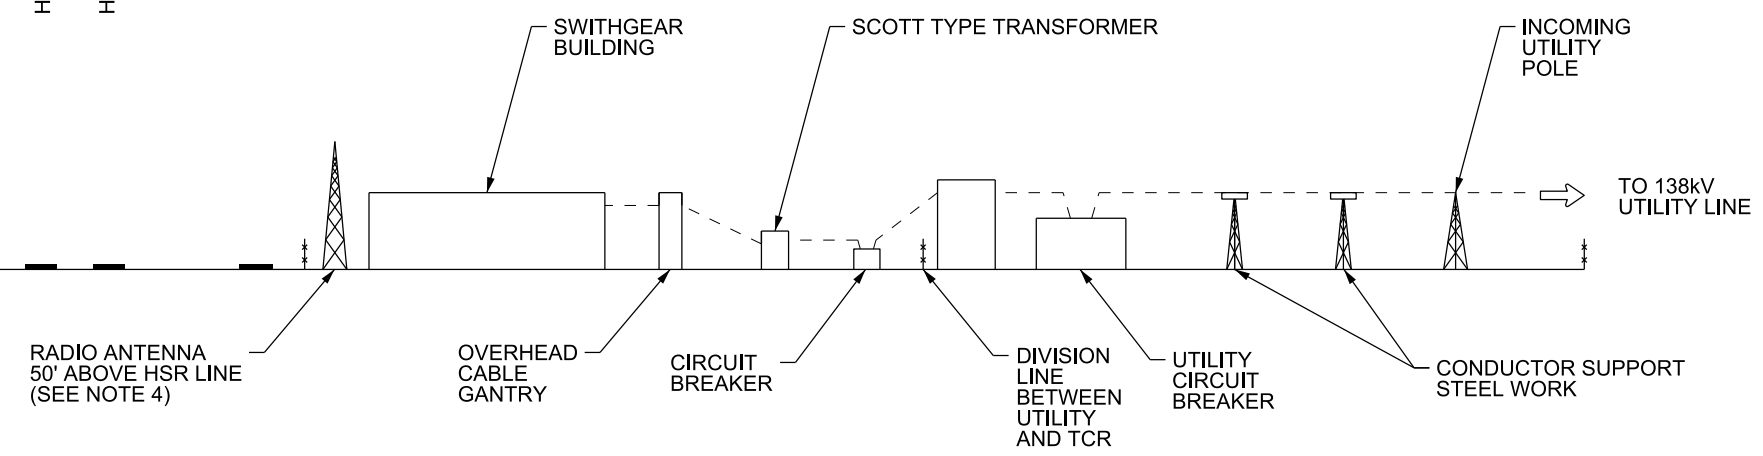 H
H
SWITHGEAR
BUILDING
SCOTT TYPE TRANSFORMER
INCOMING
UTILITY
POLE
TO 138kV
UTILITY LINE
RADIO ANTENNA
50' ABOVE HSR LINE
(SEE NOTE 4)
OVERHEAD
CABLE
GANTRY
CIRCUIT
BREAKER
DIVISION
LINE
BETWEEN
UTILITY
AND TCR
UTILITY
CIRCUIT
BREAKER
CONDUCTOR SUPPORT
STEEL WORK